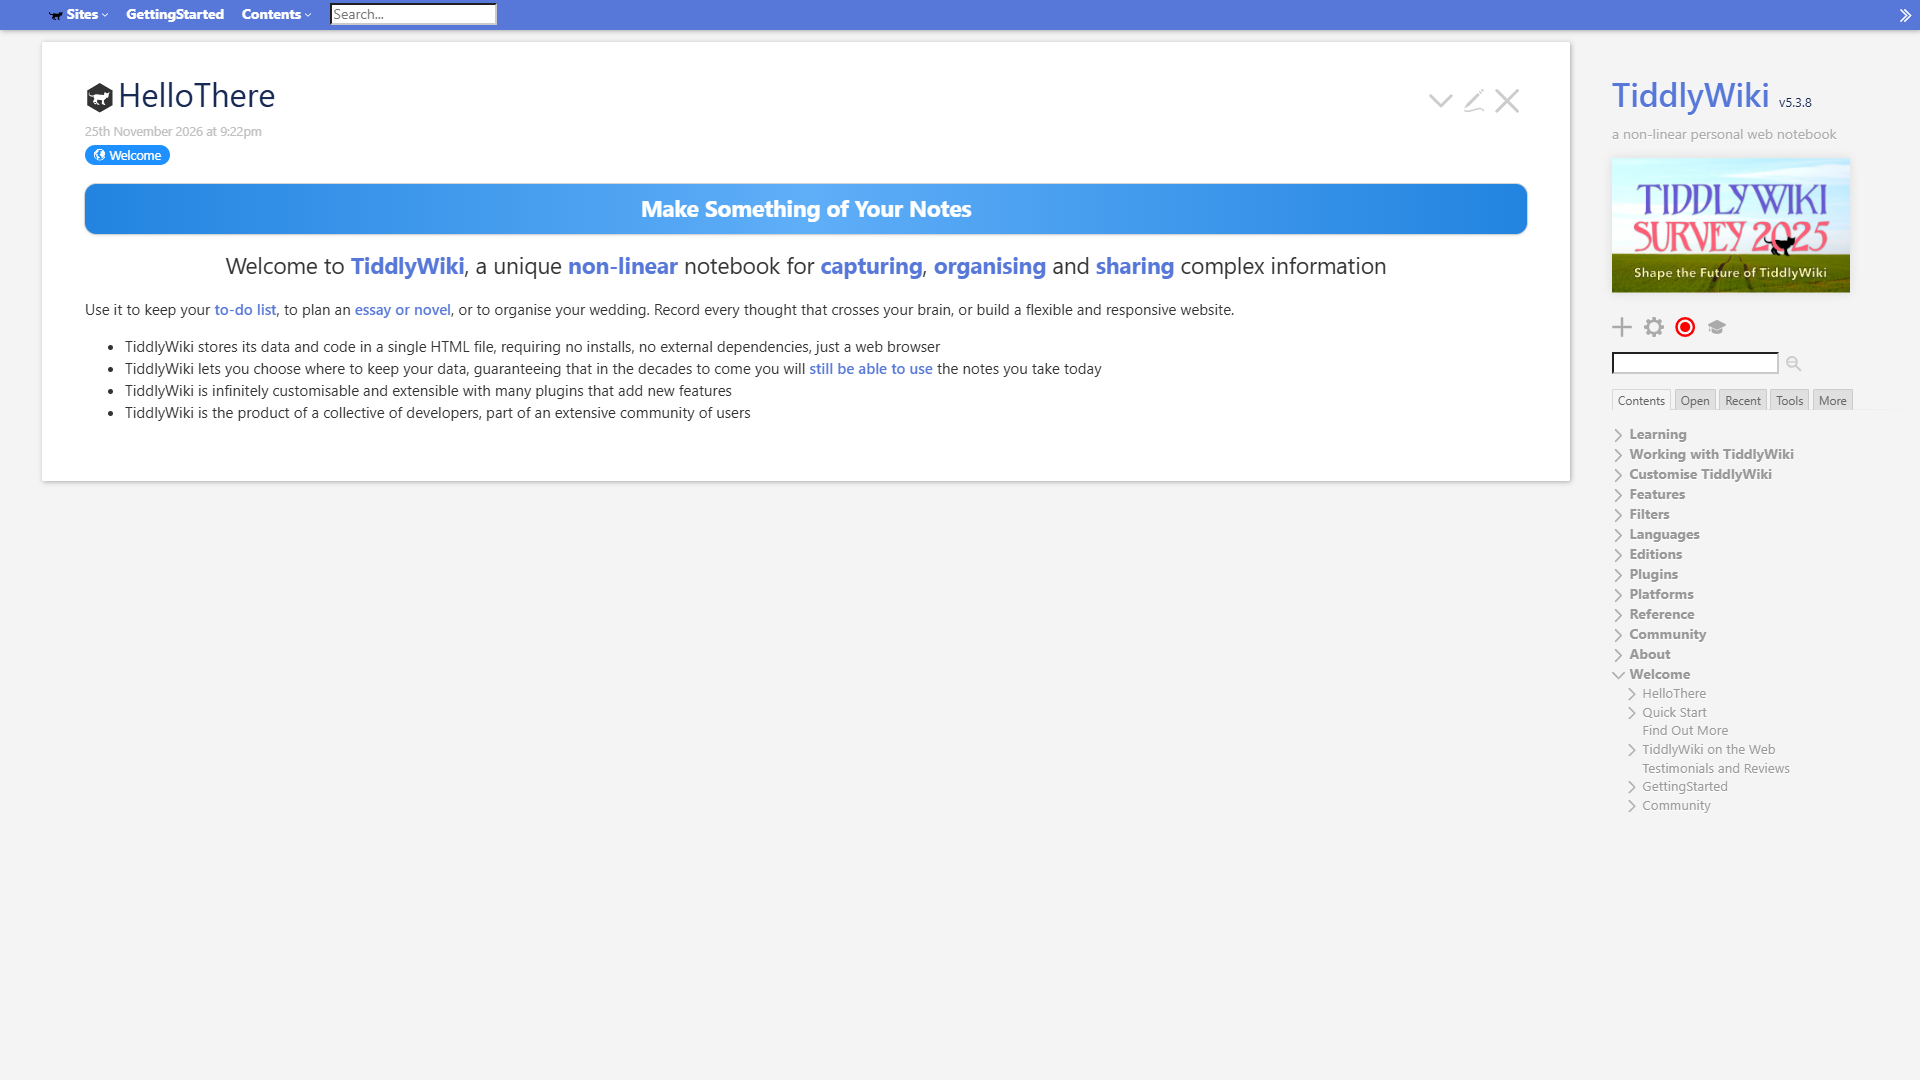 Sites GettingStarted Contents Search...
HelloThere
25th November 2026 at 9:22pm
Welcome
Make Something of Your Notes
Welcome to TiddlyWiki, a unique non-linear notebook for capturing, organising and sharing complex information
Use it to keep your to-do list, to plan an essay or novel, or to organise your wedding. Record every thought that crosses your brain, or build a flexible and responsive website.
• TiddlyWiki stores its data and code in a single HTML file, requiring no installs, no external dependencies, just a web browser
• TiddlyWiki lets you choose where to keep your data, guaranteeing that in the decades to come you will still be able to use the notes you take today
• TiddlyWiki is infinitely customisable and extensible with many plugins that add new features
• TiddlyWiki is the product of a collective of developers, part of an extensive community of users
TiddlyWiki v5.3.8
a non-linear personal web notebook
TIDDLYWIKI
SURVEY 2025
Shape the Future of TiddlyWiki
Contents Open Recent Tools More
Learning
Working with TiddlyWiki
Customise TiddlyWiki
Features
Filters
Languages
Editions
Plugins
Platforms
Reference
Community
About
Welcome
HelloThere
Quick Start
Find Out More
TiddlyWiki on the Web
Testimonials and Reviews
GettingStarted
Community